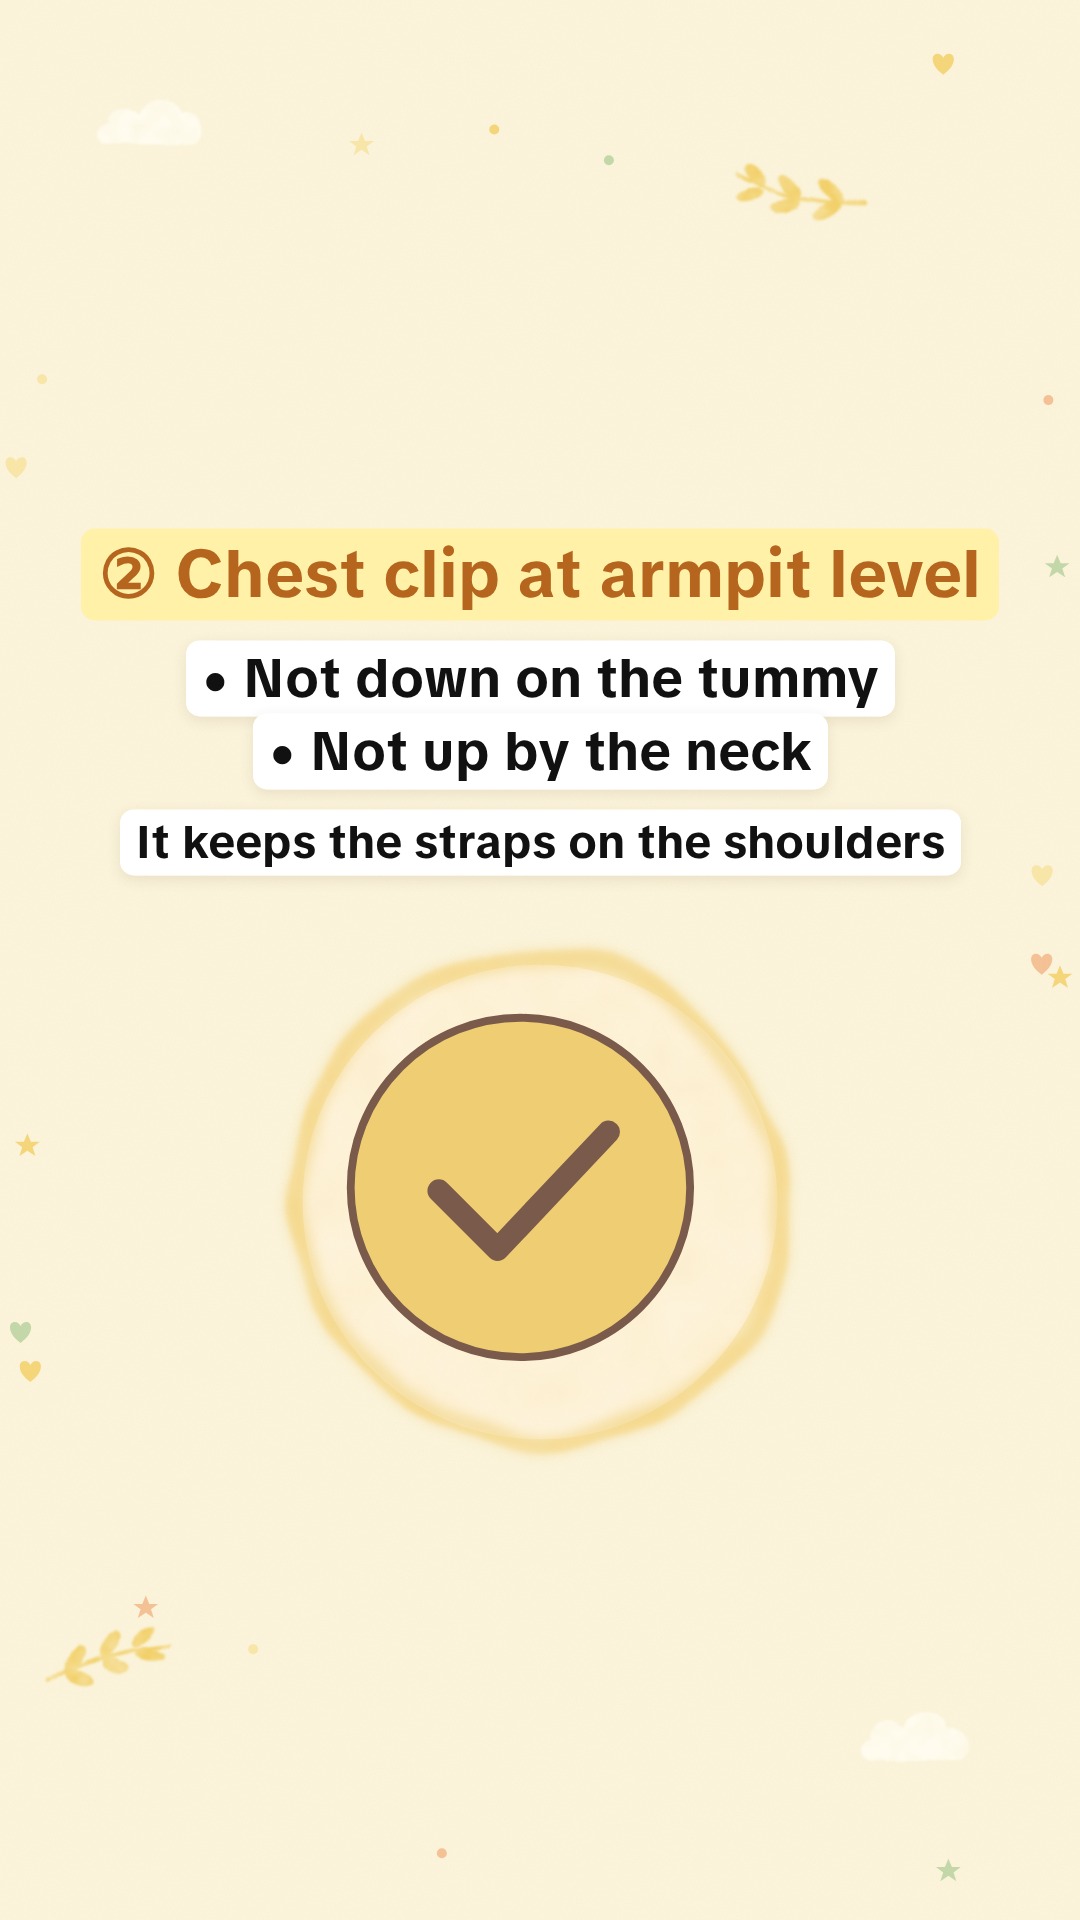 ② Chest clip at armpit level
• Not down on the tummy
• Not up by the neck
It keeps the straps on the shoulders